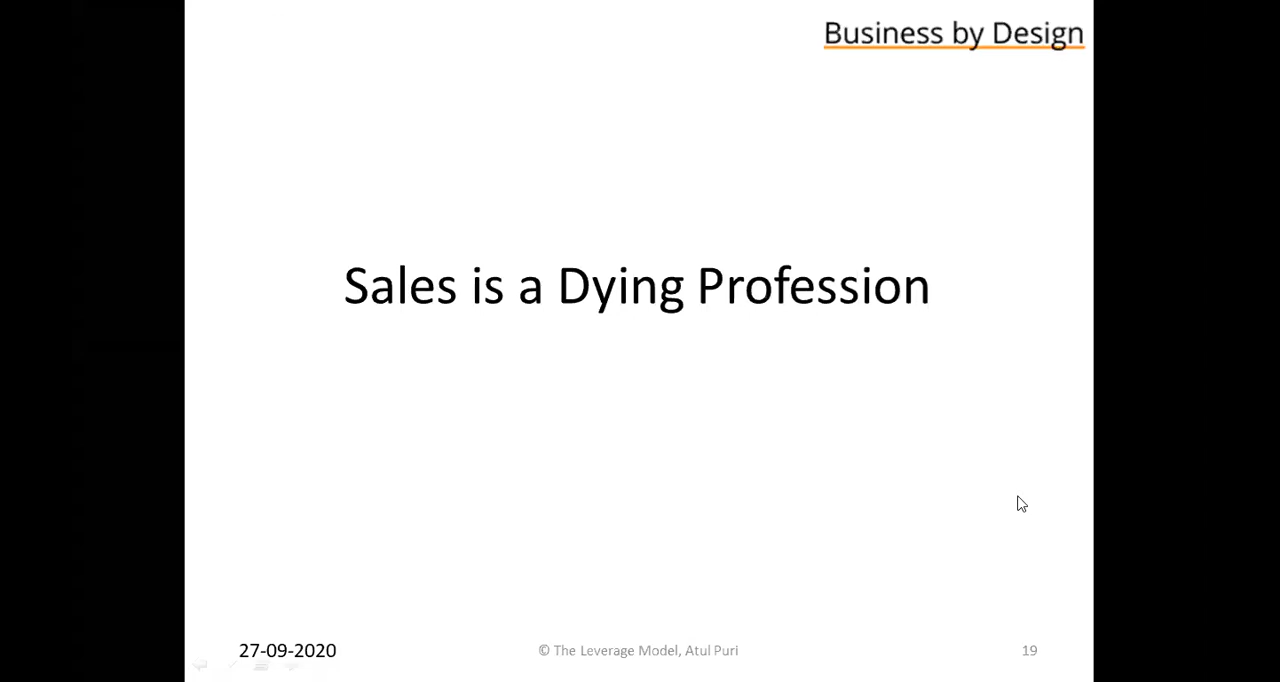 Business by Design
Sales is a Dying Profession
27-09-2020
© The Leverage Model, Atul Puri
19